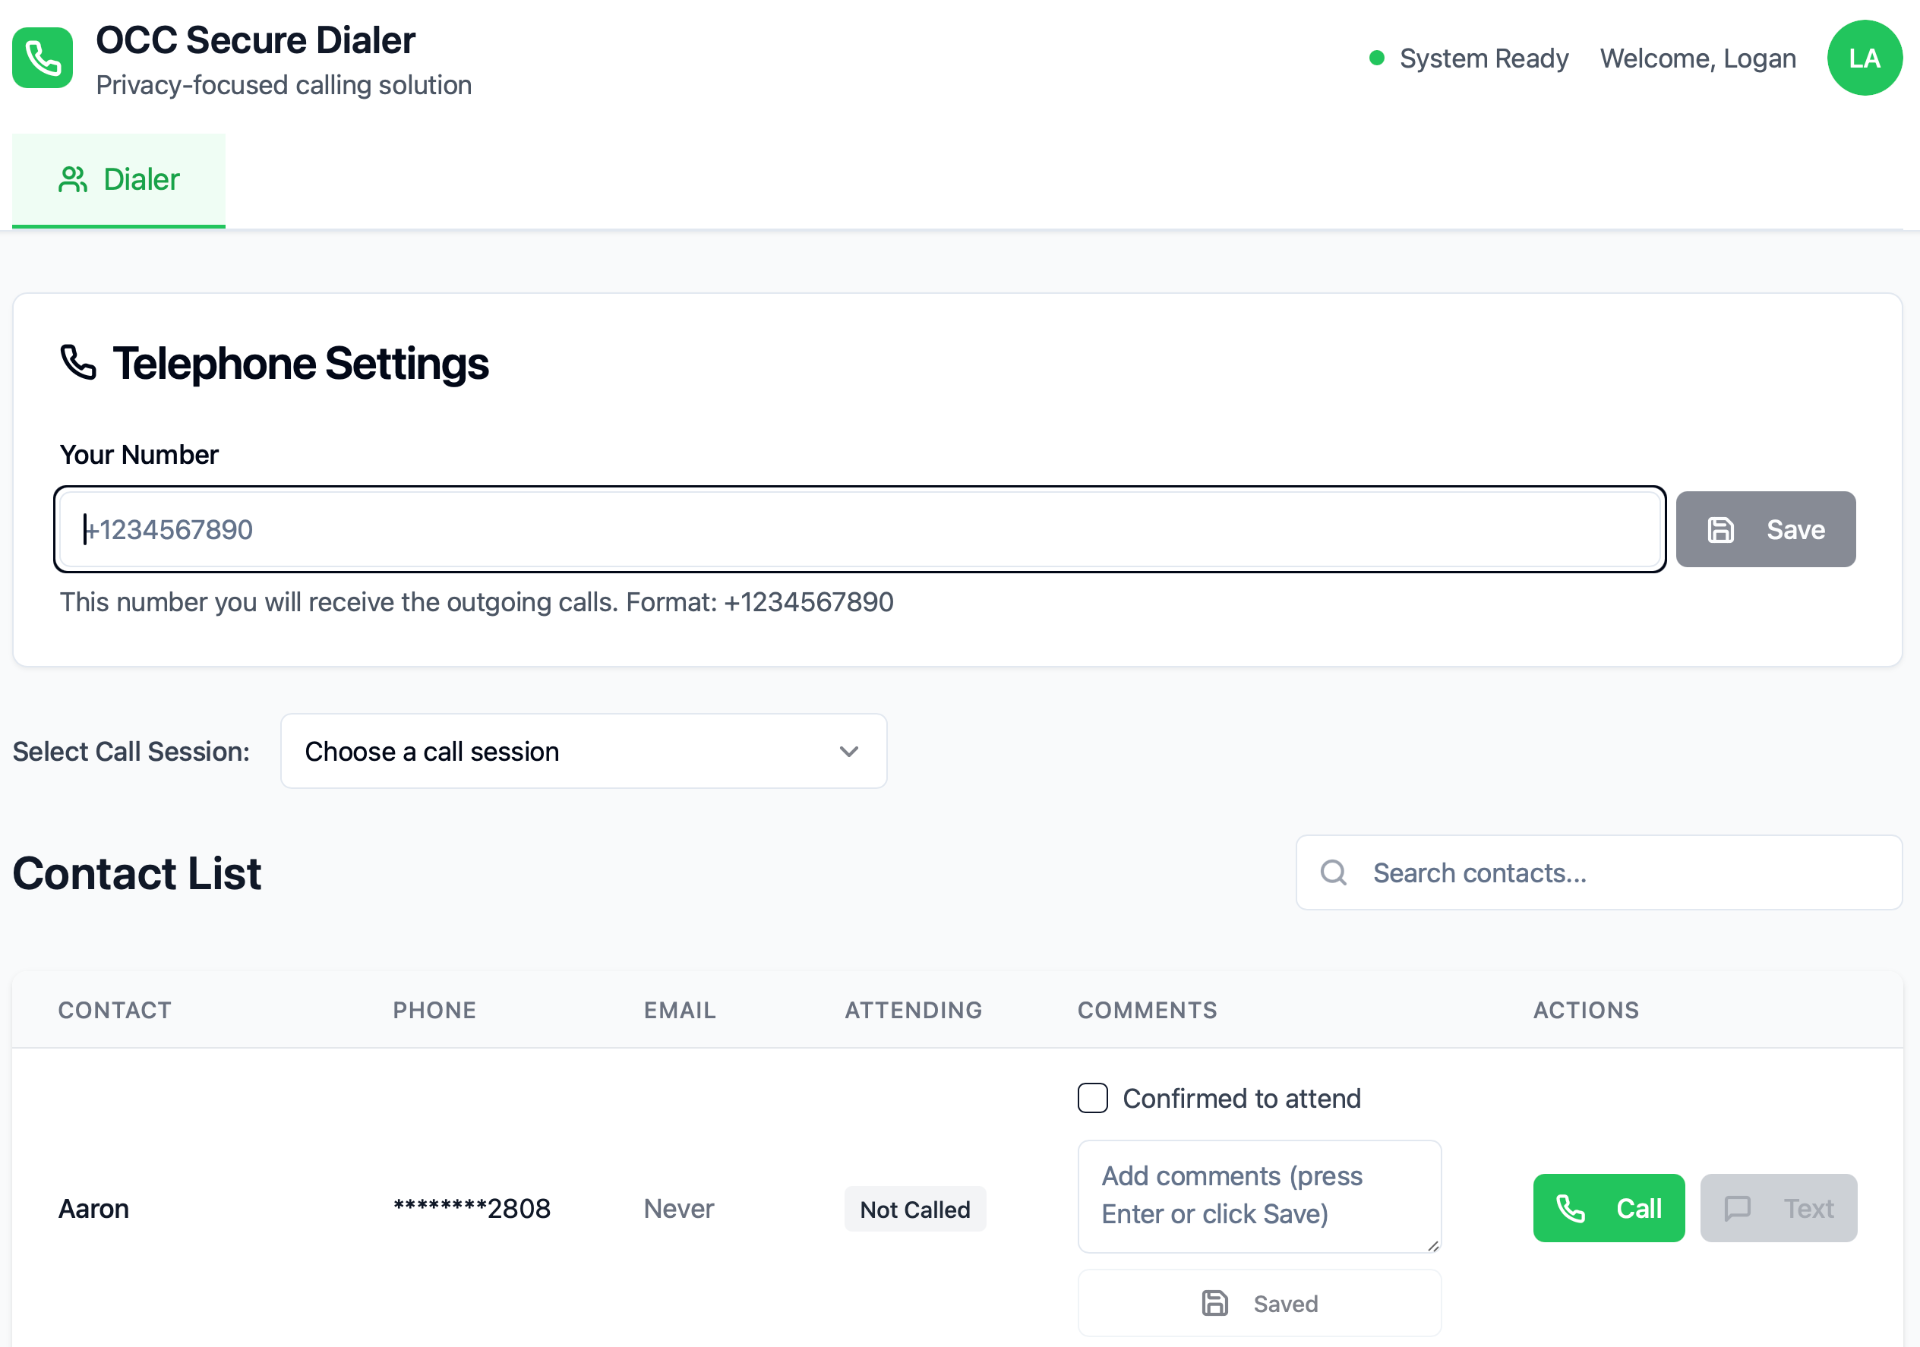 OCC Secure Dialer
Privacy-focused calling solution
System Ready
Welcome, Logan
LA
Dialer
Telephone Settings
Your Number
+1234567890
Save
This number you will receive the outgoing calls. Format: +1234567890
Select Call Session:
Choose a call session
Contact List
Search contacts...
CONTACT PHONE EMAIL ATTENDING COMMENTS ACTIONS
Confirmed to attend
Aaron
********2808
Never
Not Called
Add comments (press
Enter or click Save)
Call
Text
Saved